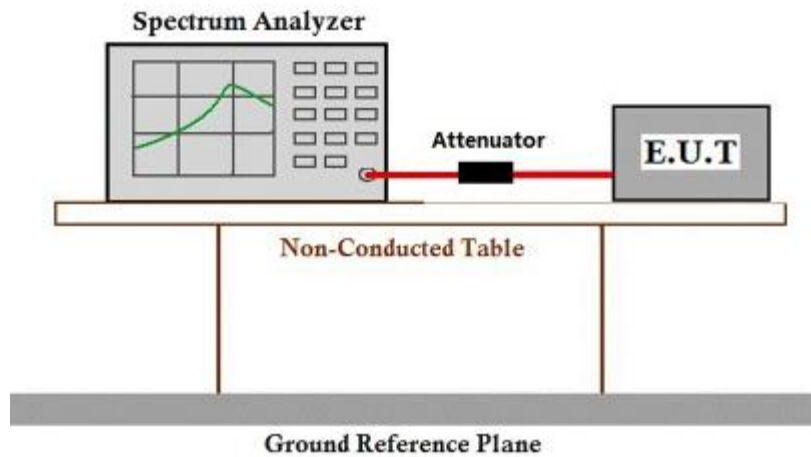 Spectrum Analyzer
Attenuator
E.U.T
Non-Conducted Table
Ground Reference Plane